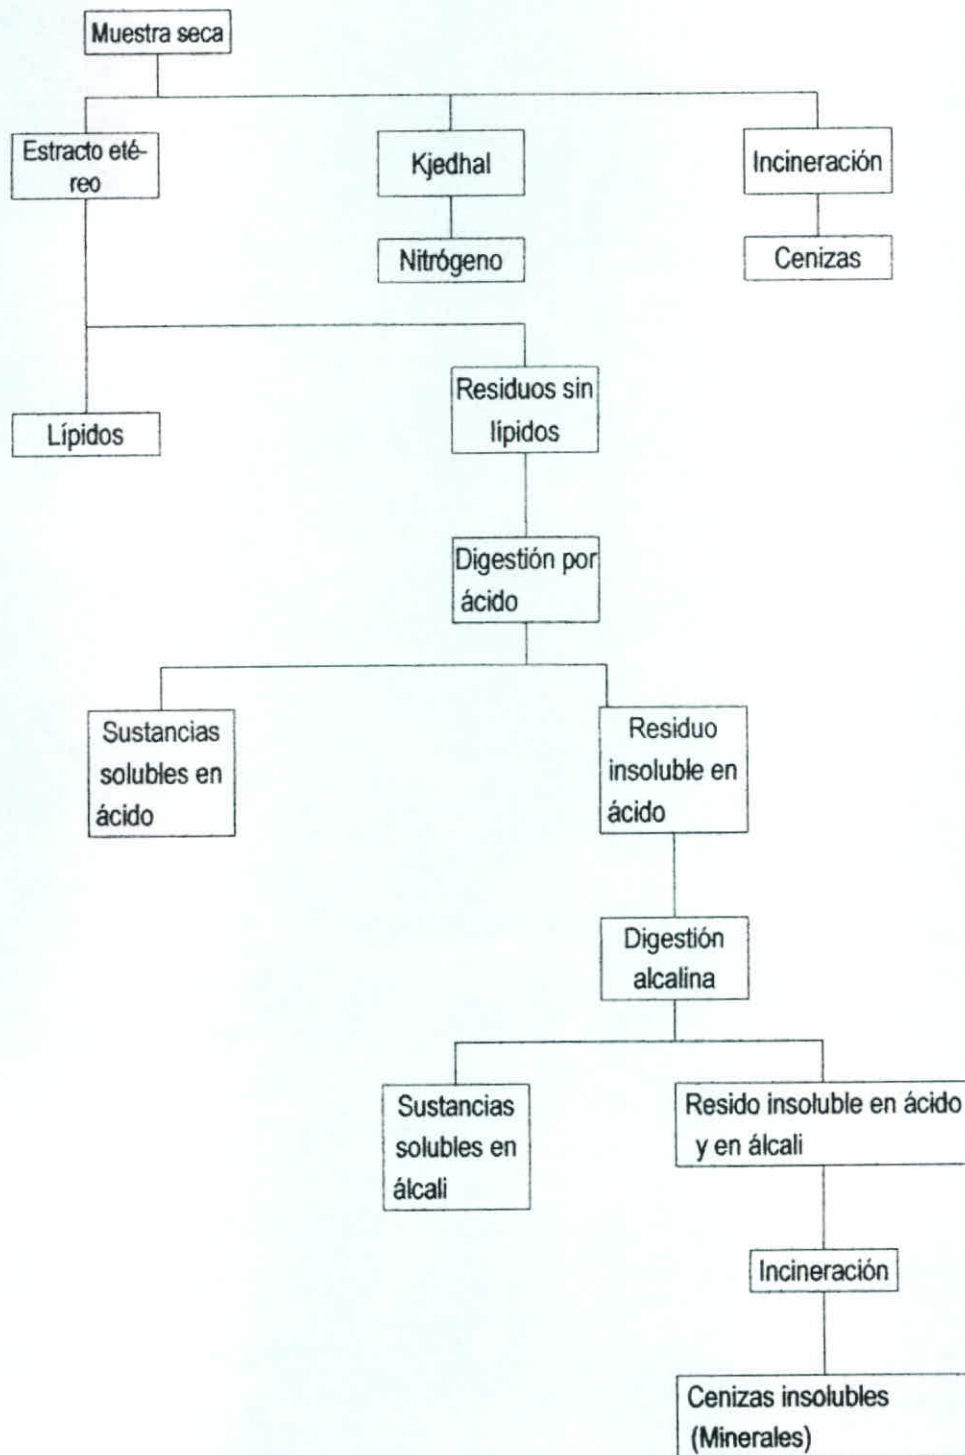 Muestra seca
Estracto eté-
reo
Kjedhal
Incineración
Nitrógeno
Cenizas
Lípidos
Residuos sin
lípidos
Digestión por
ácido
Sustancias
solubles en
ácido
Residuo
insoluble en
ácido
Digestión
alcalina
Sustancias
solubles en
álcali
Resido insoluble en ácido
y en álcali
Incineración
Cenizas insolubles
(Minerales)